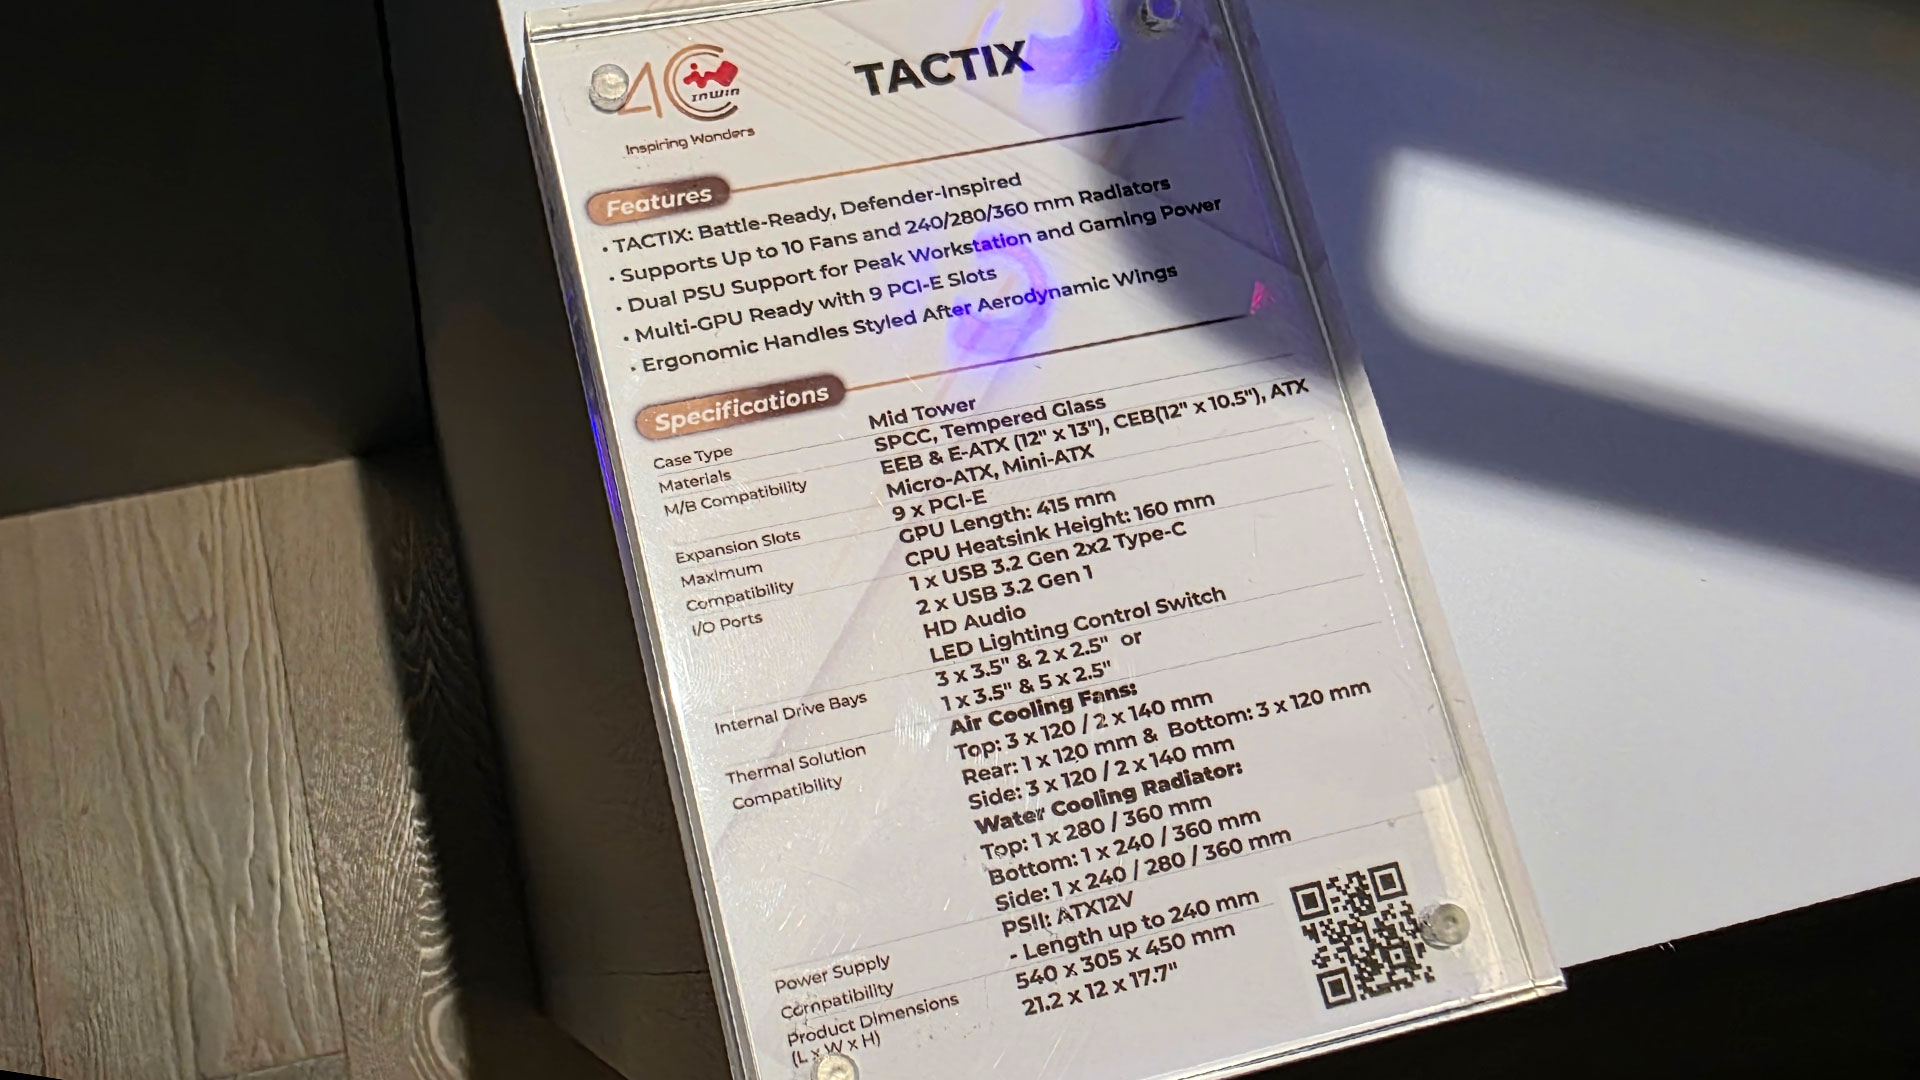 40
InWin
Inspiring Wonders
TACTIX
Features
• TACTIX: Battle-Ready, Defender-Inspired
• Supports Up to 10 Fans and 240/280/360 mm Radiators
• Dual PSU Support for Peak Workstation and Gaming Power
• Multi-GPU Ready with 9 PCI-E Slots
• Ergonomic Handles Styled After Aerodynamic Wings
Specifications
Case Type
Mid Tower
Materials
SPCC, Tempered Glass
M/B Compatibility
EEB & E-ATX (12" x 13"), CEB(12" x 10.5"), ATX
Micro-ATX, Mini-ATX
Expansion Slots
9 x PCI-E
Maximum
Compatibility
GPU Length: 415 mm
CPU Heatsink Height: 160 mm
I/O Ports
1 x USB 3.2 Gen 2x2 Type-C
2 x USB 3.2 Gen 1
HD Audio
LED Lighting Control Switch
Internal Drive Bays
3 x 3.5" & 2 x 2.5" or
1 x 3.5" & 5 x 2.5"
Thermal Solution
Compatibility
Air Cooling Fans:
Top: 3 x 120 / 2 x 140 mm
Rear: 1 x 120 mm & Bottom: 3 x 120 mm
Side: 3 x 120 / 2 x 140 mm
Water Cooling Radiator:
Top: 1 x 280 / 360 mm
Bottom: 1 x 240 / 360 mm
Side: 1 x 240 / 280 / 360 mm
Power Supply
Compatibility
PSII: ATX12V
- Length up to 240 mm
Product Dimensions
(L x W x H)
540 x 305 x 450 mm
21.2 x 12 x 17.7"